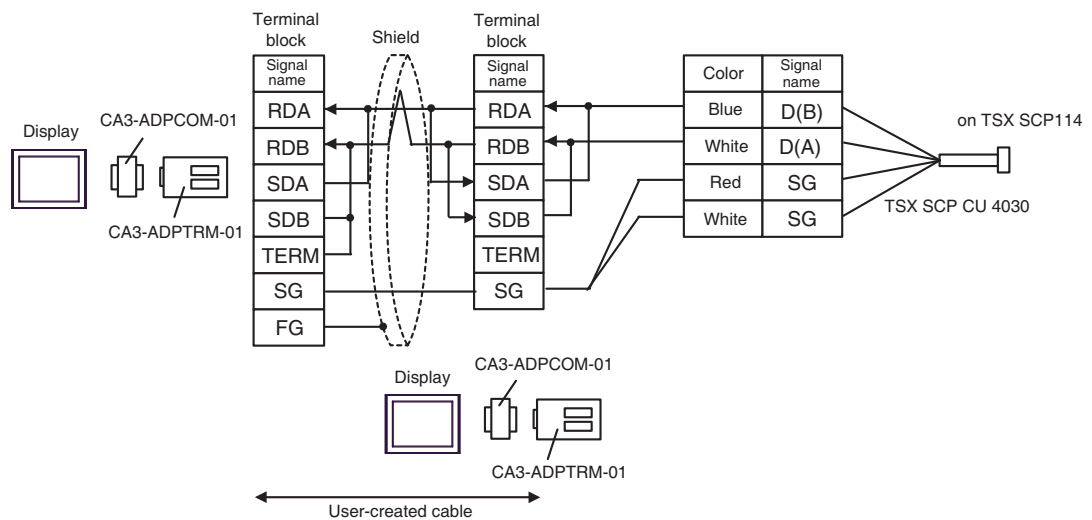 Terminal
block
Shield
Terminal
block
Signal
name
Signal
name
Color
Signal
name
RDA
RDA
Blue
D(B)
on TSX SCP114
Display
CA3-ADPCOM-01
RDB
RDB
White
D(A)
SDA
SDA
Red
SG
CA3-ADPTRM-01
SDB
SDB
White
SG
TSX SCP CU 4030
TERM
TERM
SG
SG
FG
Display
CA3-ADPCOM-01
CA3-ADPTRM-01
User-created cable